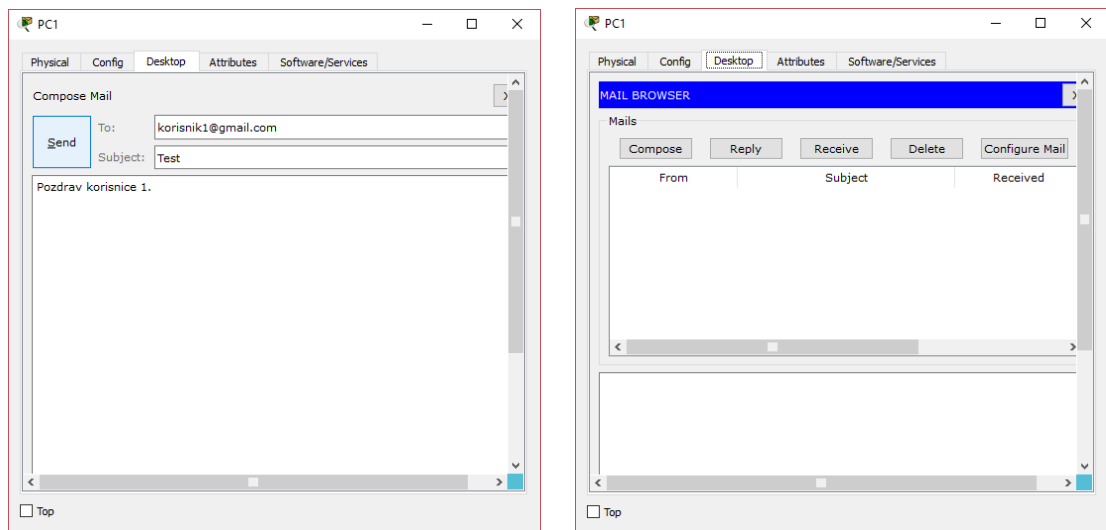 PC1
Physical Config Desktop Attributes Software/Services
Compose Mail
Send
To: korisnik1@gmail.com
Subject: Test
Pozdrav korisnice 1.
Top
PC1
Physical Config Desktop Attributes Software/Services
MAIL BROWSER
Mails
Compose Reply Receive Delete Configure Mail
From Subject Received
Top